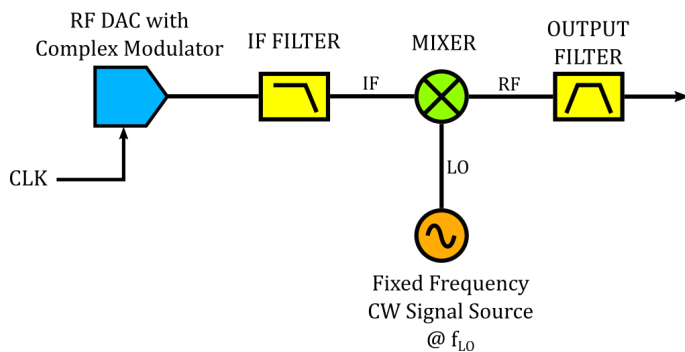 RF DAC with
Complex Modulator
IF FILTER
MIXER
OUTPUT
FILTER
IF
RF
CLK
LO
Fixed Frequency
CW Signal Source
@ fLO